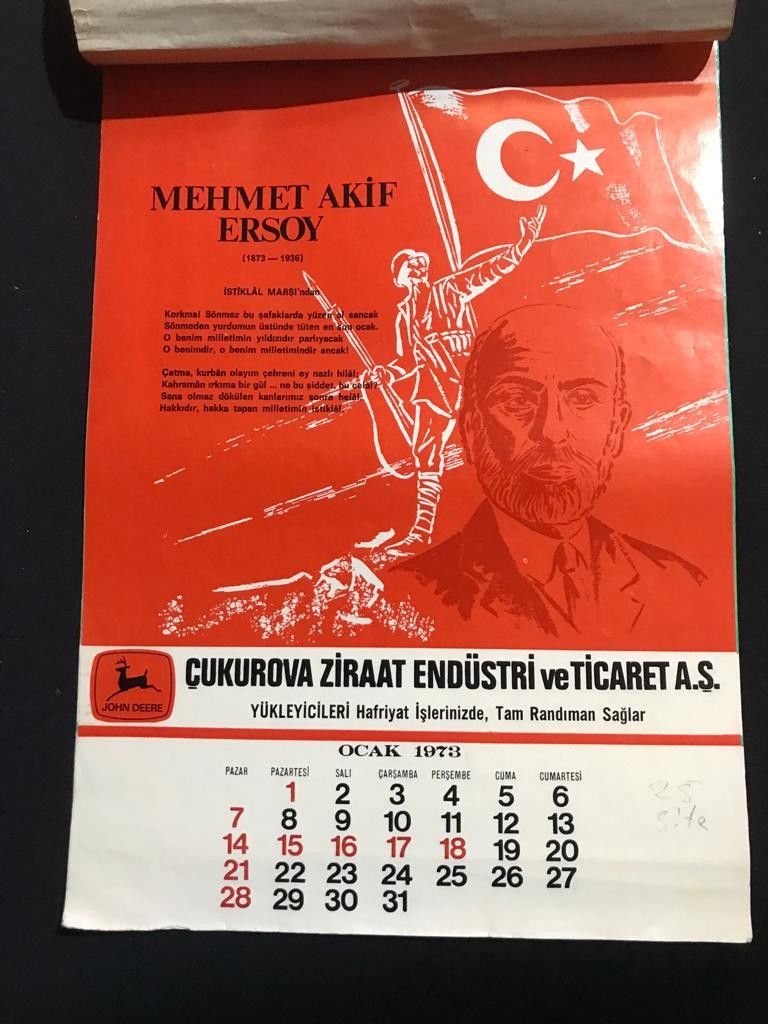 MEHMET AKİF
ERSOY
(1873 — 1936)
İSTİKLÂL MARŞI'ndan
Korkma! Sönmez bu şafaklarda yüzen al sancak
Sönmeden yurdumun üstünde tüten en son ocak.
O benim milletimin yıldızıdır parlıyacak
O benimdir, o benim milletimindir ancak!
Çatma, kurbân olayım çehreni ey nazlı hilâl;
Kahramân ırkıma bir gül ... ne bu şiddet, bu celal?
Sana olmaz dökülen kanlarımız sonra helâl,
Hakkıdır, hakka tapan milletimin istiklâl.
JOHN DEERE
ÇUKUROVA ZİRAAT ENDÜSTRİ ve TİCARET A.Ş.
YÜKLEYİCİLERİ Hafriyat İşlerinizde, Tam Randıman Sağlar
OCAK 1973
PAZAR PAZARTESİ SALI ÇARŞAMBA PERŞEMBE CUMA CUMARTESİ
1 2 3 4 5 6
7 8 9 10 11 12 13
14 15 16 17 18 19 20
21 22 23 24 25 26 27
28 29 30 31
25